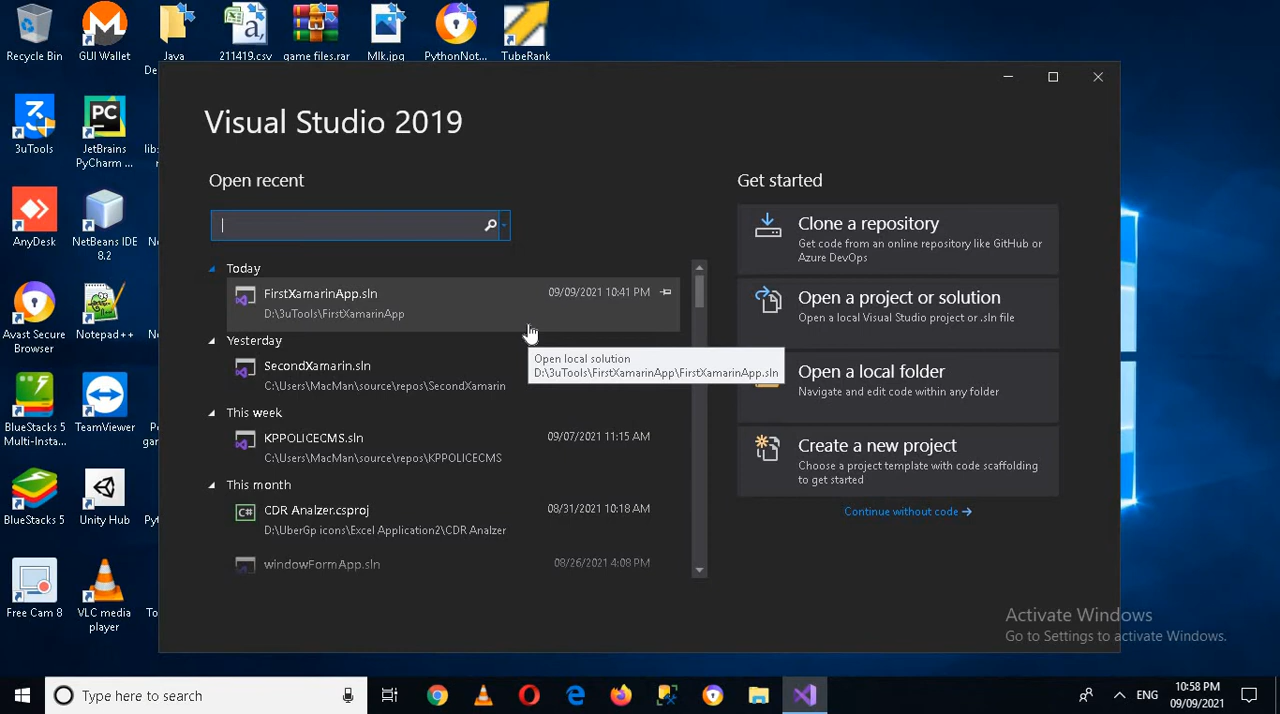 Recycle Bin
GUI Wallet
Java
211419.csv
game files.rar
Mlk.jpg
PythonNot...
TubeRank
3uTools
JetBrains
PyCharm ...
AnyDesk
NetBeans IDE
8.2
Avast Secure
Browser
Notepad++
BlueStacks 5
Multi-Insta...
TeamViewer
BlueStacks 5
Unity Hub
Free Cam 8
VLC media
player
Visual Studio 2019
Open recent
Today
FirstXamarinApp.sln
09/09/2021 10:41 PM
D:\3uTools\FirstXamarinApp
Yesterday
SecondXamarin.sln
C:\Users\MacMan\source\repos\SecondXamarin
Open local solution
D:\3uTools\FirstXamarinApp\FirstXamarinApp.sln
This week
KPPOLICECMS.sln
09/07/2021 11:15 AM
C:\Users\MacMan\source\repos\KPPOLICECMS
This month
CDR Analzer.csproj
08/31/2021 10:18 AM
D:\UberGp icons\Excel Application2\CDR Analzer
windowFormApp.sln
08/26/2021 4:08 PM
Get started
Clone a repository
Get code from an online repository like GitHub or
Azure DevOps
Open a project or solution
Open a local Visual Studio project or .sln file
Open a local folder
Navigate and edit code within any folder
Create a new project
Choose a project template with code scaffolding
to get started
Continue without code →
Activate Windows
Go to Settings to activate Windows.
Type here to search
ENG
10:58 PM
09/09/2021